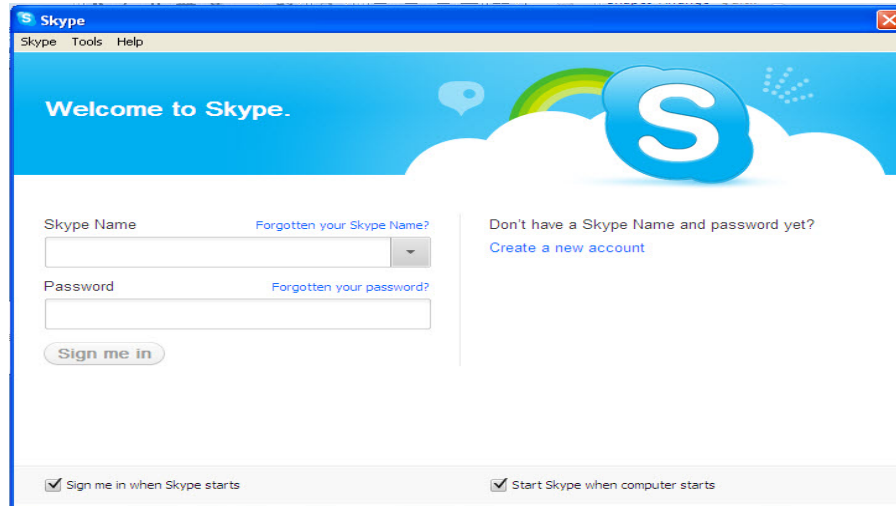 Skype
Skype Tools Help
Welcome to Skype.
S
Skype Name Forgotten your Skype Name?
Password Forgotten your password?
Sign me in
Don't have a Skype Name and password yet?
Create a new account
Sign me in when Skype starts
Start Skype when computer starts